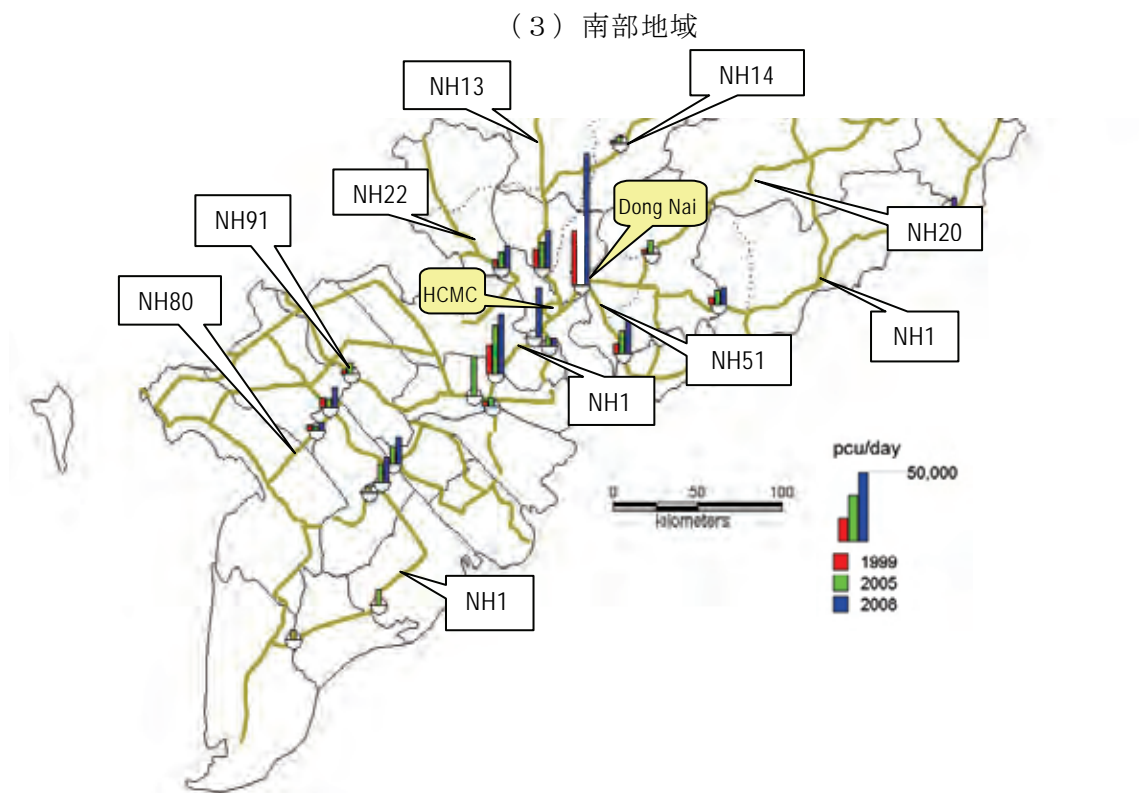 （3）南部地域
NH13
NH14
NH22
Dong Nai
NH91
NH20
HCMC
NH80
NH1
NH51
NH1
pcu/day
50,000
0 50 100
kilometers
1999
2005
2008
NH1